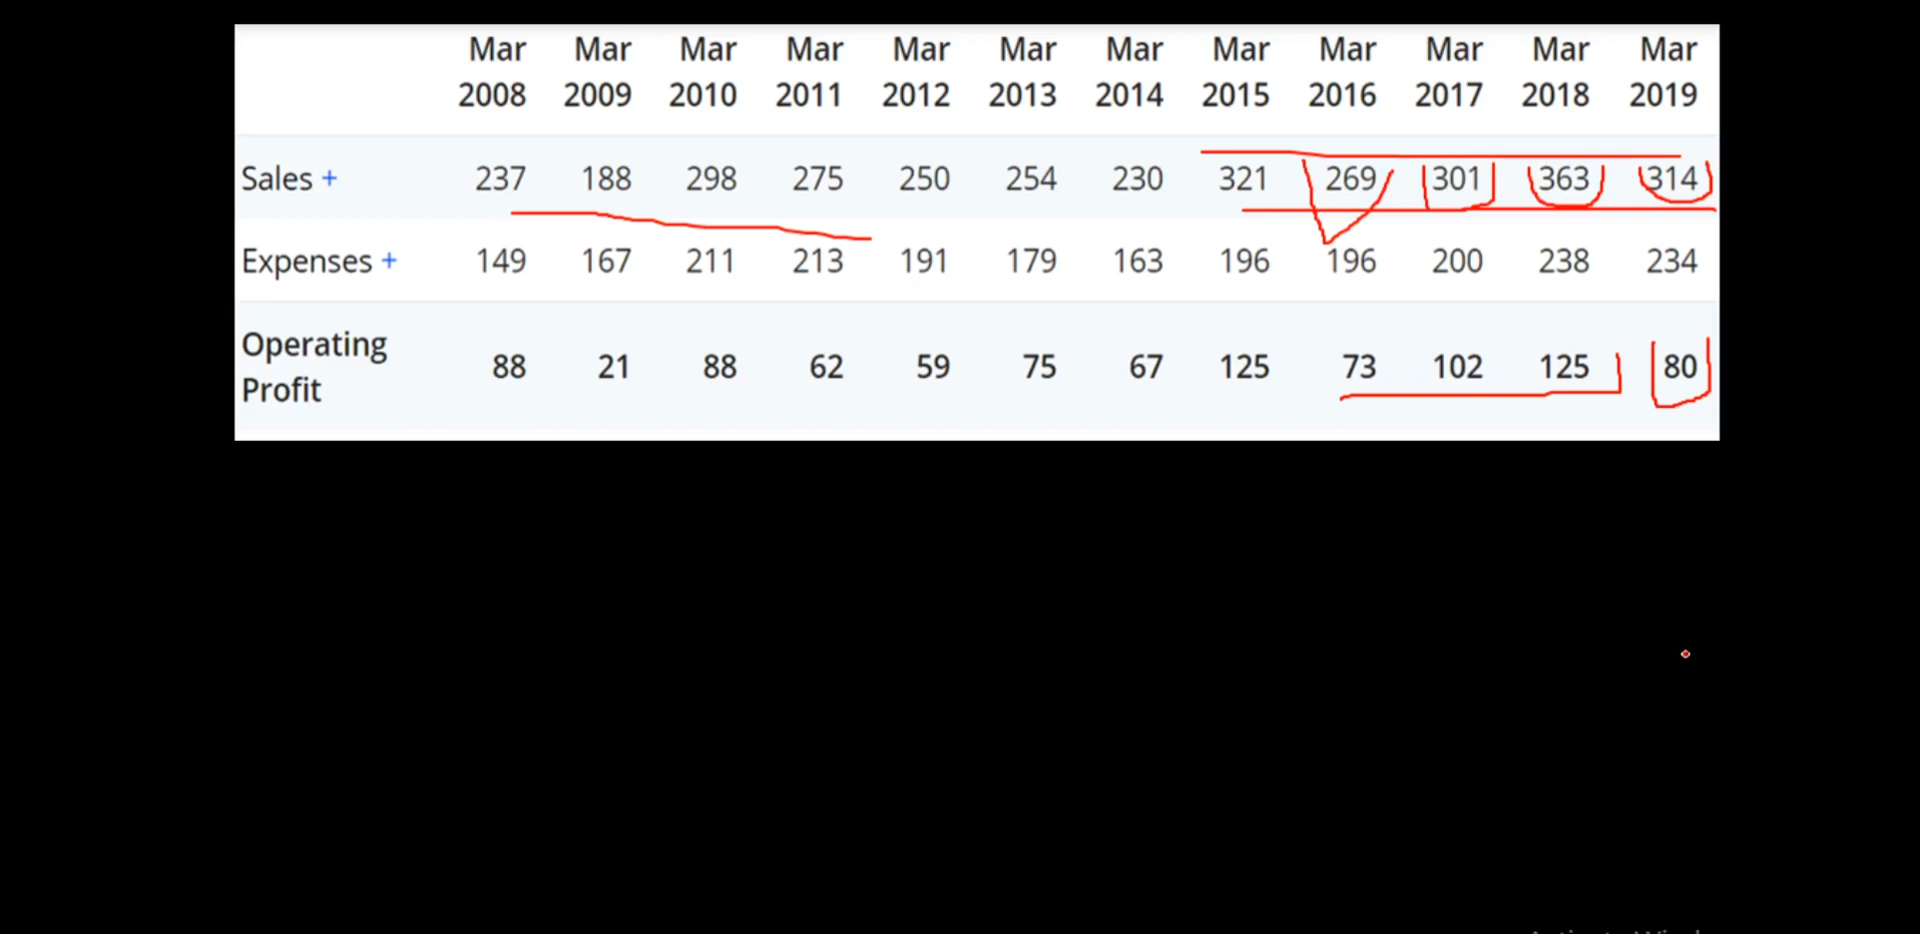 Mar Mar Mar Mar Mar Mar Mar Mar Mar Mar Mar Mar
2008 2009 2010 2011 2012 2013 2014 2015 2016 2017 2018 2019
Sales + 237 188 298 275 250 254 230 321 269 301 363 314
Expenses + 149 167 211 213 191 179 163 196 196 200 238 234
Operating
Profit 88 21 88 62 59 75 67 125 73 102 125 80